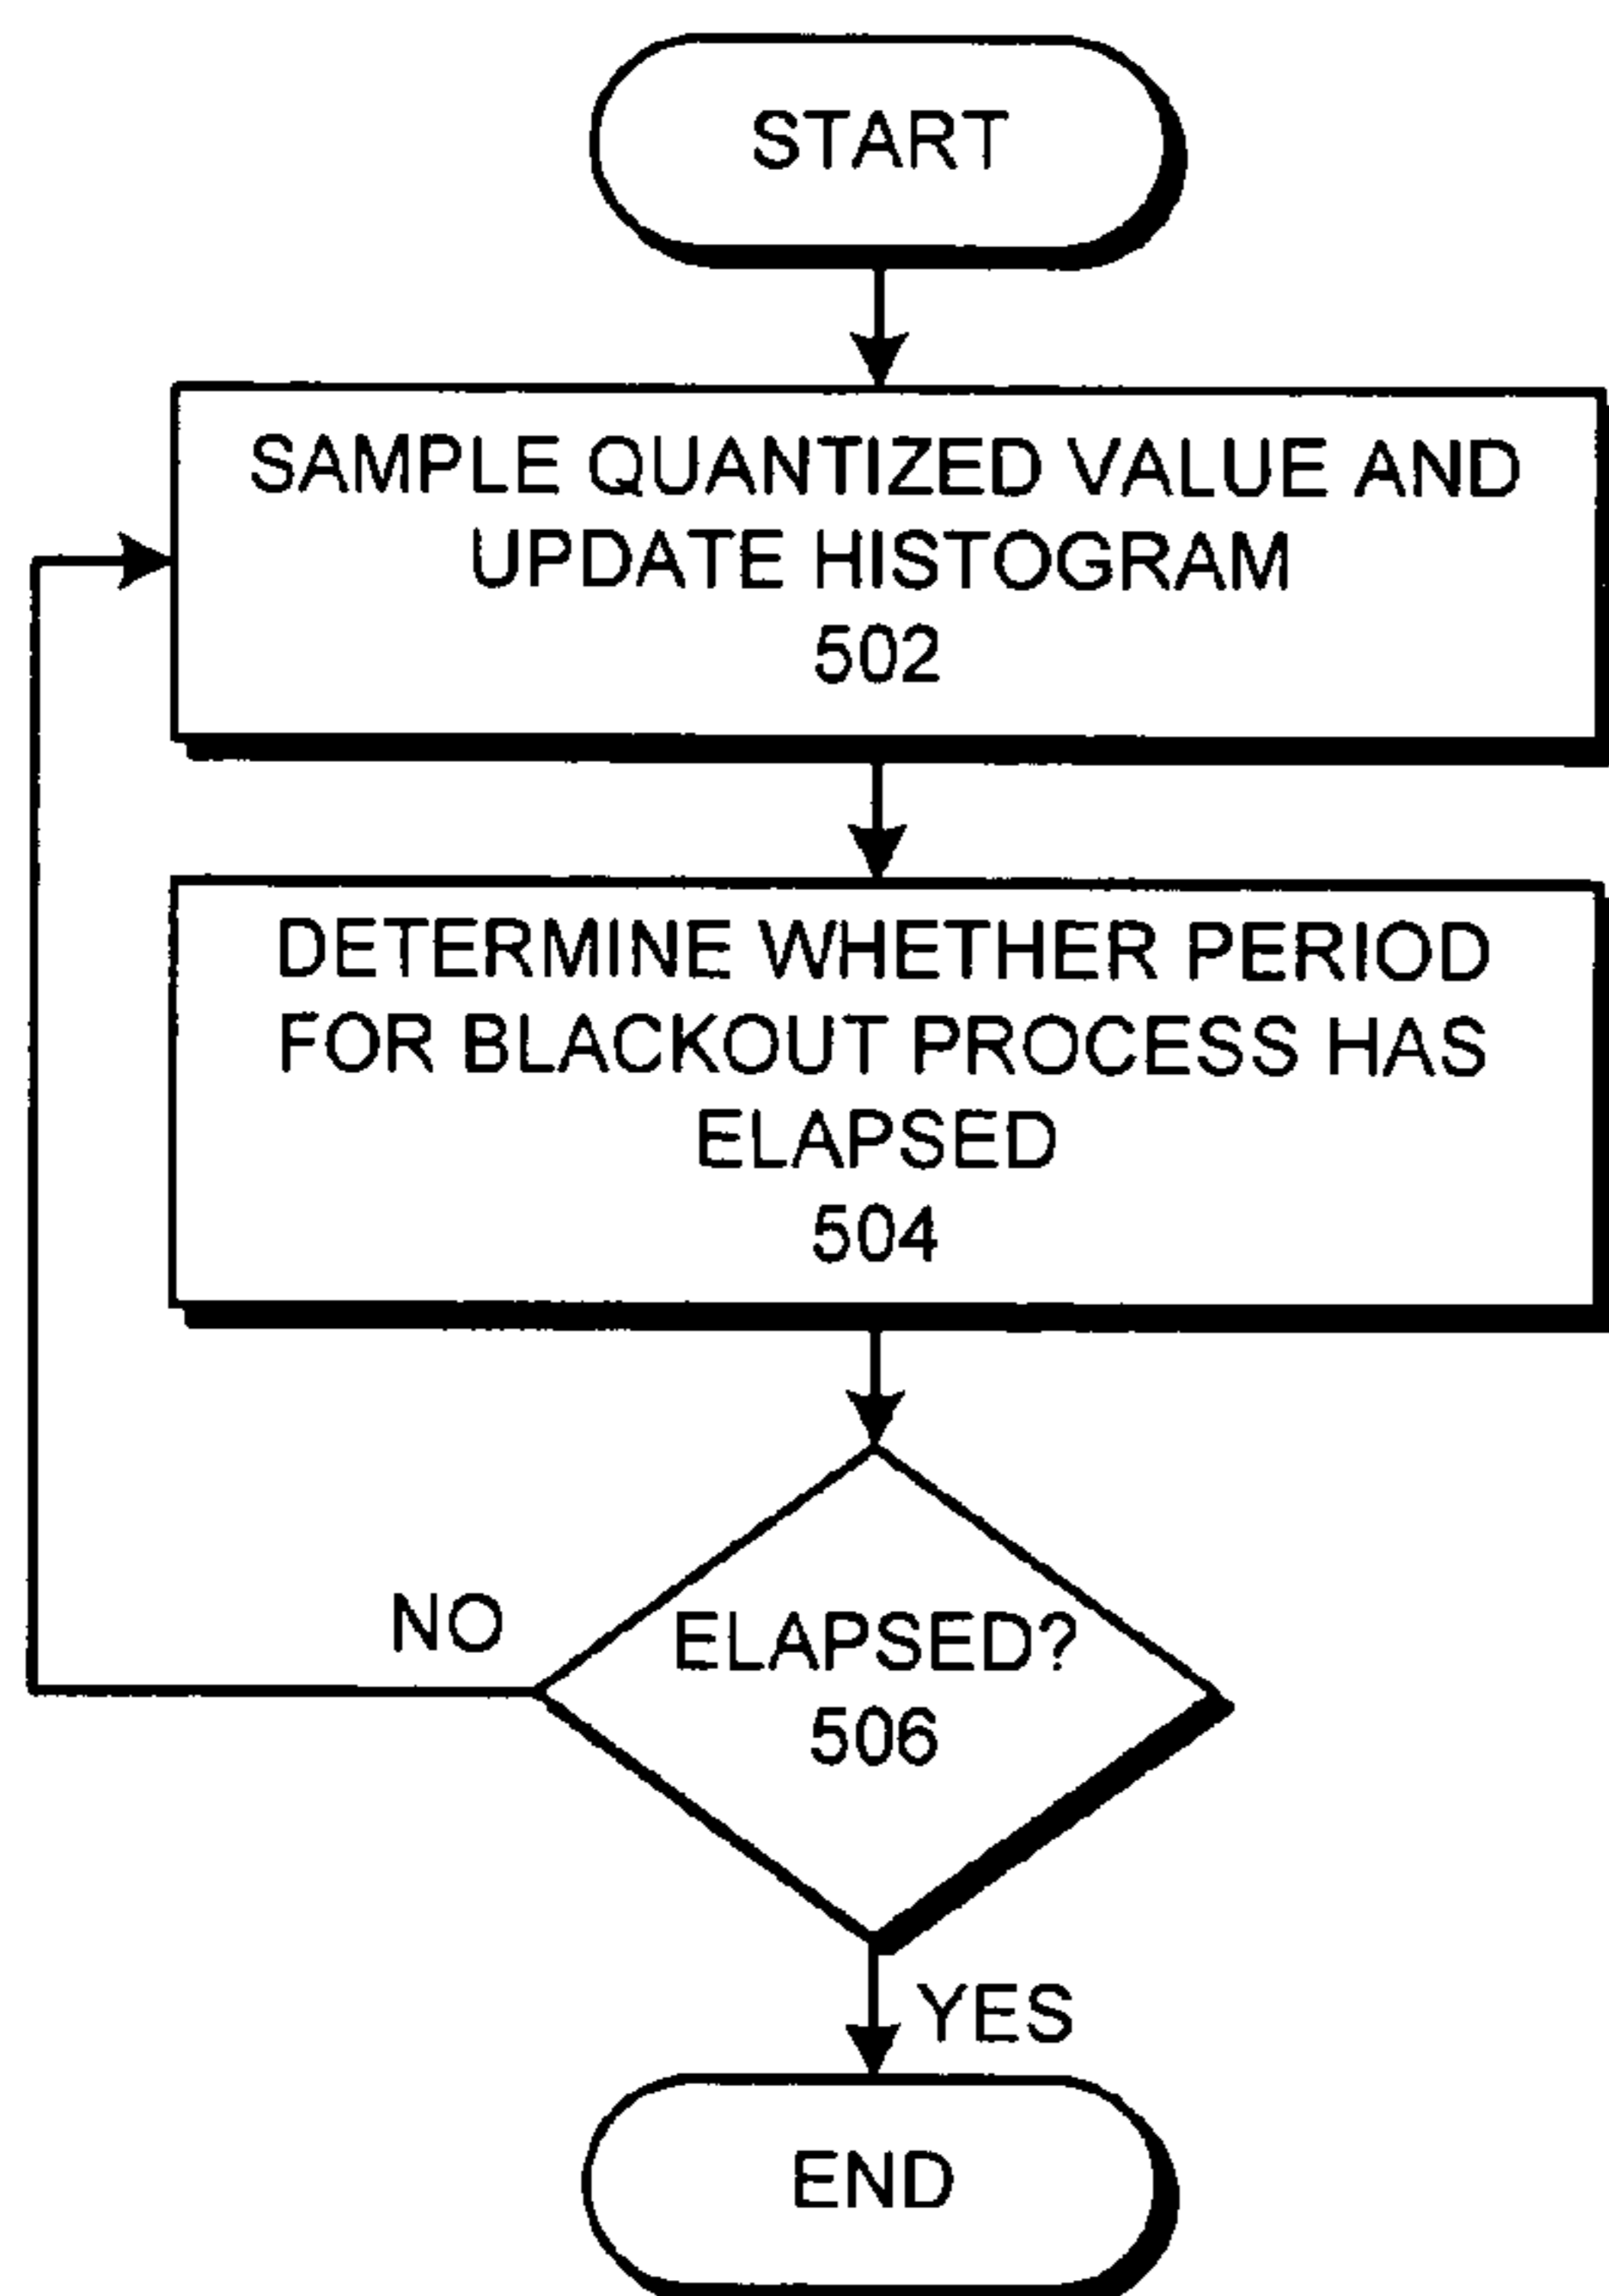 START
SAMPLE QUANTIZED VALUE AND
UPDATE HISTOGRAM
502
DETERMINE WHETHER PERIOD
FOR BLACKOUT PROCESS HAS
ELAPSED
504
NO
ELAPSED?
506
YES
END